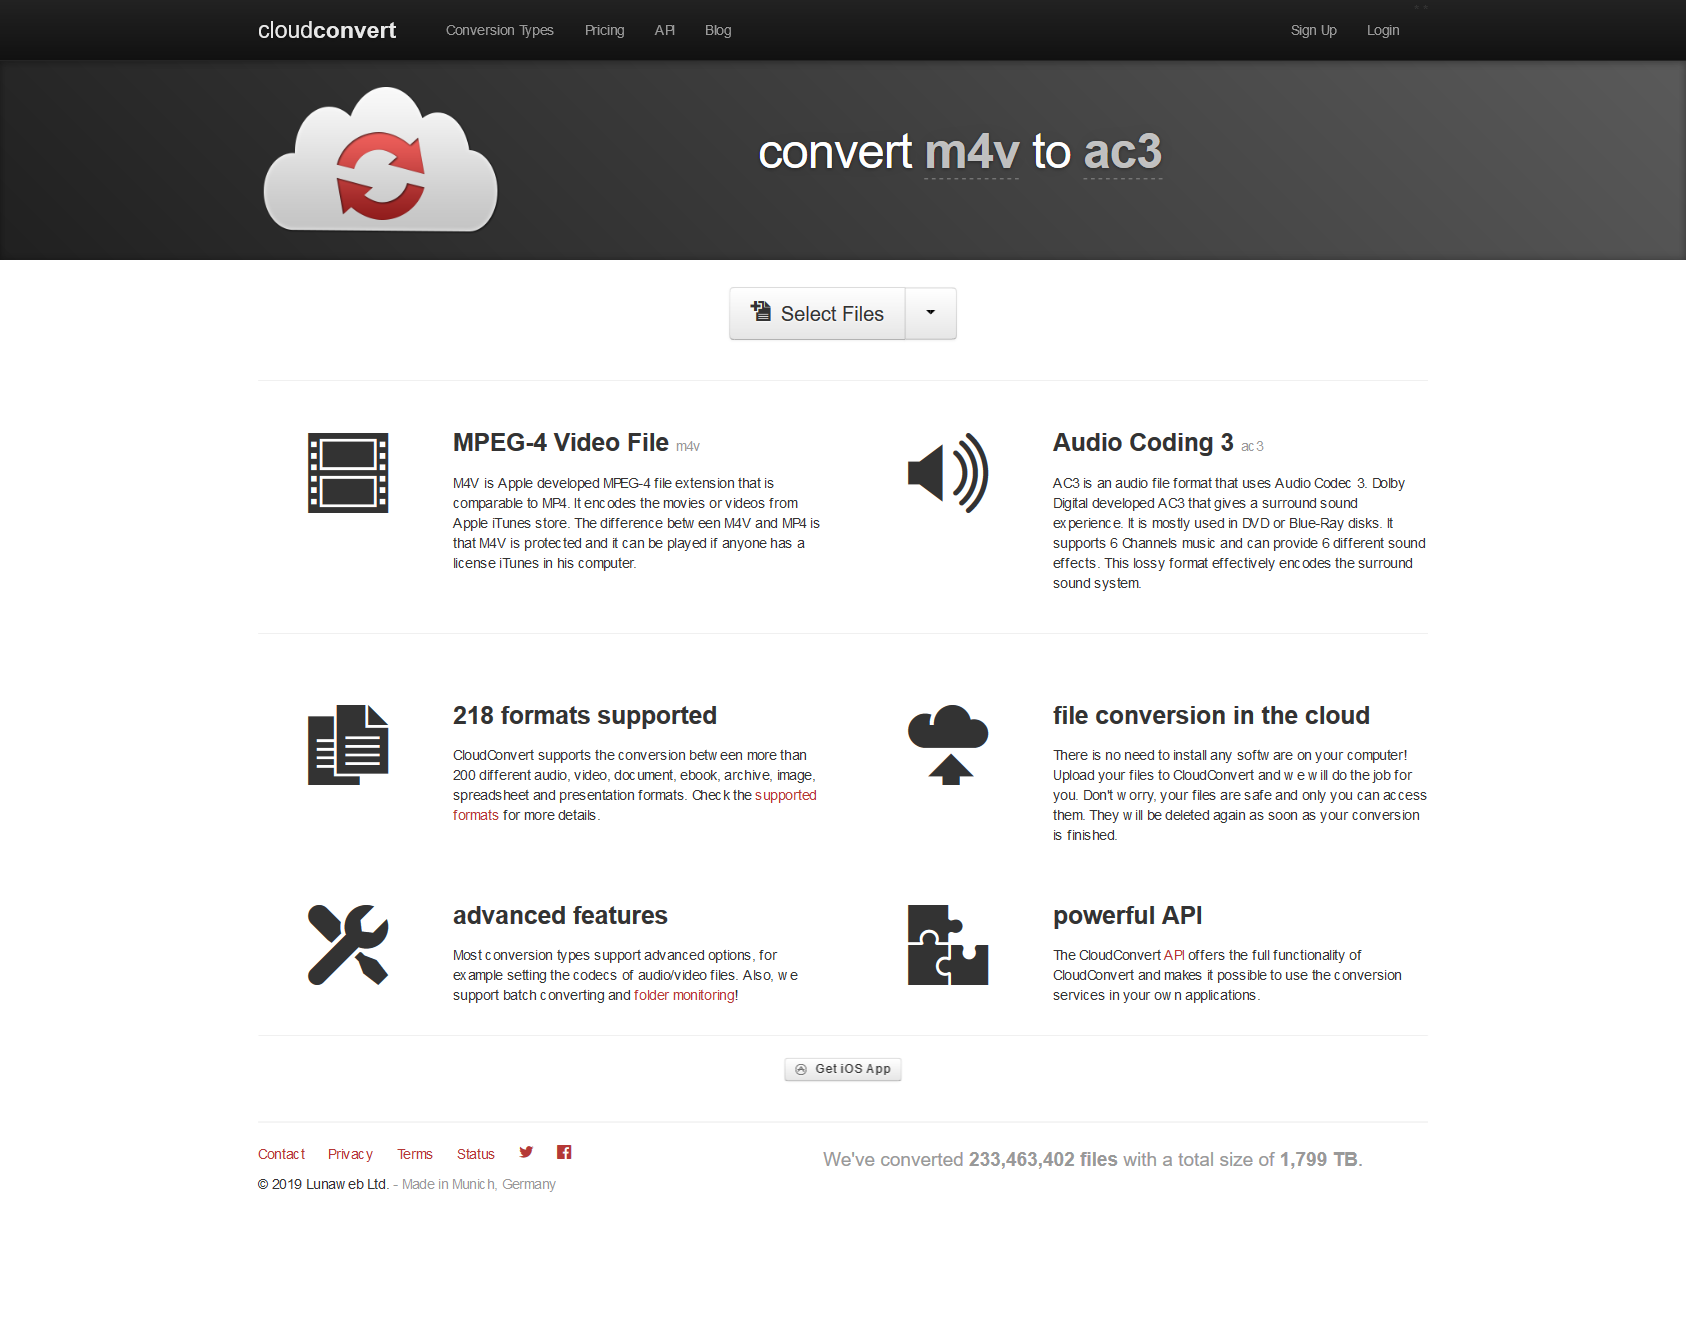 cloudconvert
Conversion Types
Pricing
API
Blog
Sign Up
Login
convert m4v to ac3
Select Files
MPEG-4 Video File m4v
M4V is Apple developed MPEG-4 file extension that is
comparable to MP4. It encodes the movies or videos from
Apple iTunes store. The difference between M4V and MP4 is
that M4V is protected and it can be played if anyone has a
license iTunes in his computer.
Audio Coding 3 ac3
AC3 is an audio file format that uses Audio Codec 3. Dolby
Digital developed AC3 that gives a surround sound
experience. It is mostly used in DVD or Blue-Ray disks. It
supports 6 Channels music and can provide 6 different sound
effects. This lossy format effectively encodes the surround
sound system.
218 formats supported
CloudConvert supports the conversion between more than
200 different audio, video, document, ebook, archive, image,
spreadsheet and presentation formats. Check the supported
formats for more details.
file conversion in the cloud
There is no need to install any software on your computer!
Upload your files to CloudConvert and we will do the job for
you. Don't worry, your files are safe and only you can access
them. They will be deleted again as soon as your conversion
is finished.
advanced features
Most conversion types support advanced options, for
example setting the codecs of audio/video files. Also, we
support batch converting and folder monitoring!
powerful API
The CloudConvert API offers the full functionality of
CloudConvert and makes it possible to use the conversion
services in your own applications.
Get iOS App
Contact
Privacy
Terms
Status
We've converted 233,463,402 files with a total size of 1,799 TB.
© 2019 Lunaweb Ltd. - Made in Munich, Germany